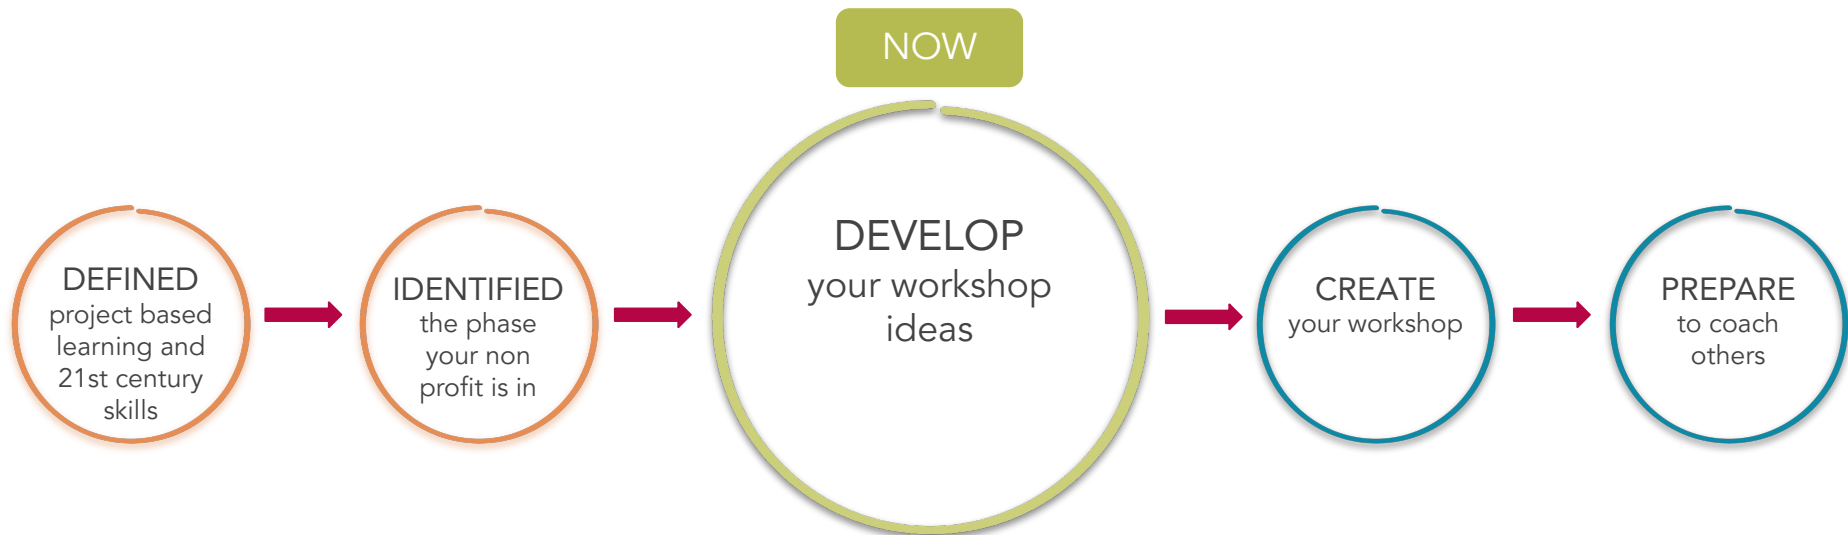 NOW
DEFINED
project based
learning and
21st century
skills
IDENTIFIED
the phase
your non
profit is in
DEVELOP
your workshop
ideas
CREATE
your workshop
PREPARE
to coach
others